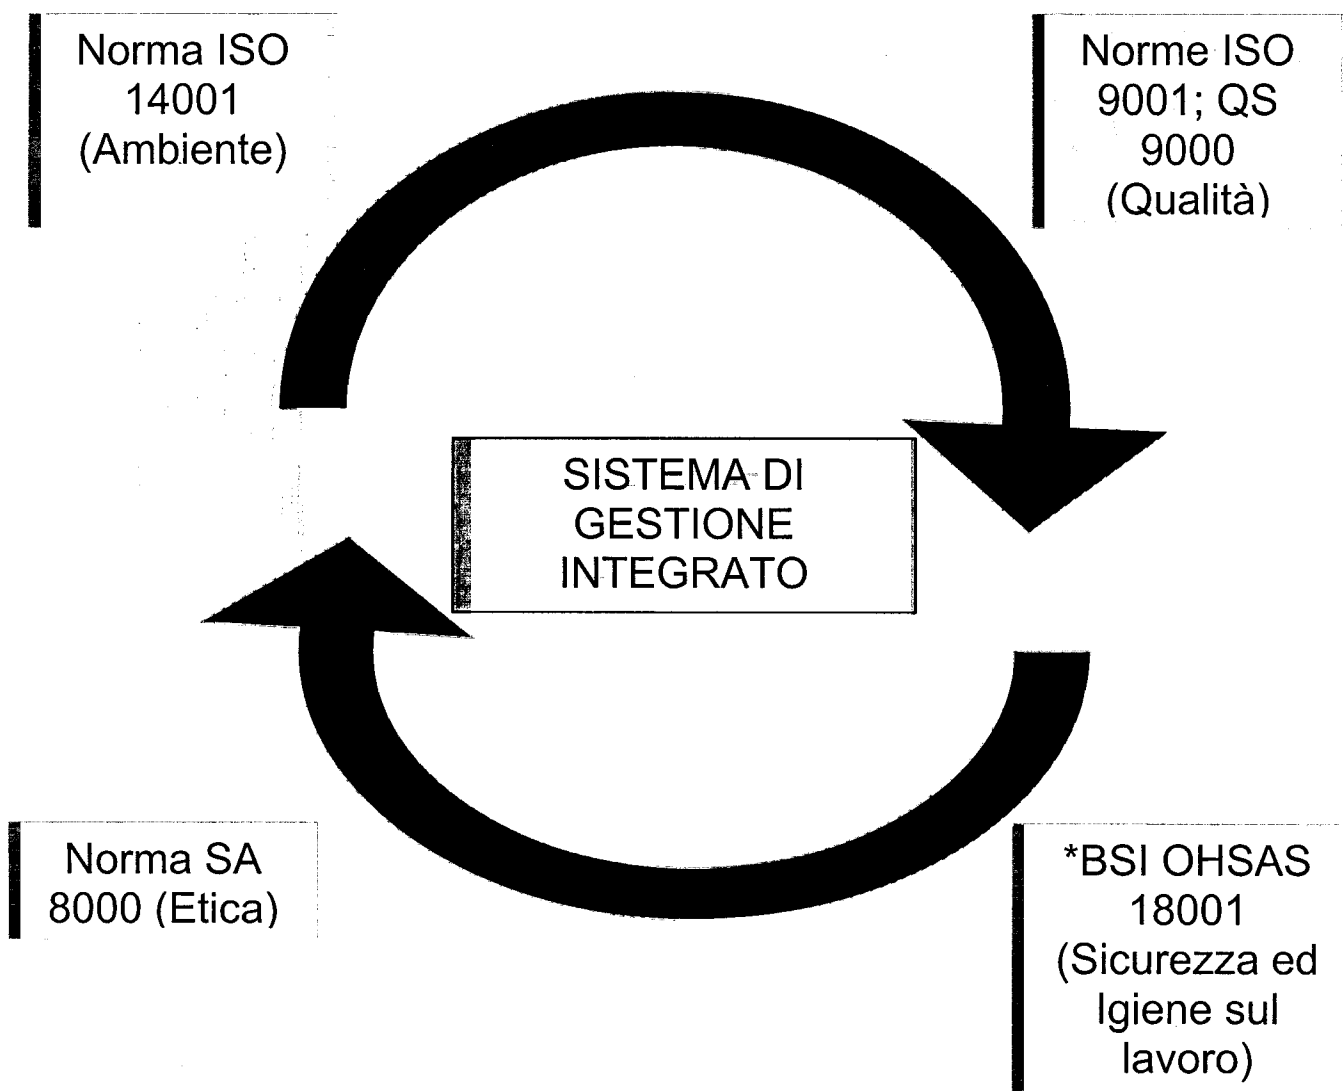 Norma ISO
14001
(Ambiente)
Norme ISO
9001; QS
9000
(Qualità)
SISTEMA DI
GESTIONE
INTEGRATO
Norma SA
8000 (Etica)
*BSI OHSAS
18001
(Sicurezza ed
Igiene sul
lavoro)